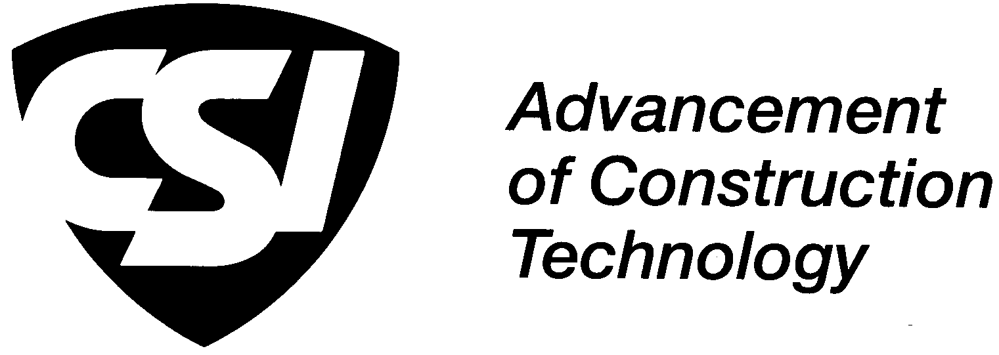 CSI
Advancement
of Construction
Technology